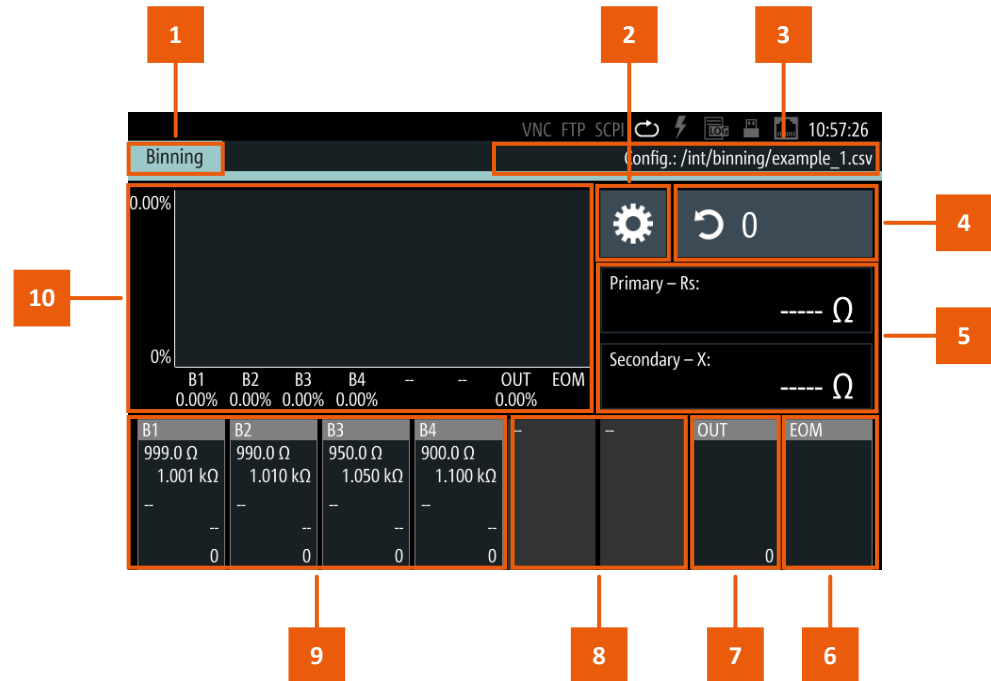 1
2
3
VNC FTP SCPI LOG 10:57:26
Binning
Config.: /int/binning/example_1.csv
0.00%
0
4
Primary – Rs:
----- Ω
10
5
0%
Secondary – X:
----- Ω
B1 B2 B3 B4 -- -- OUT EOM
0.00% 0.00% 0.00% 0.00% 0.00%
B1 B2 B3 B4 -- -- OUT EOM
999.0 Ω 990.0 Ω 950.0 Ω 900.0 Ω
1.001 kΩ 1.010 kΩ 1.050 kΩ 1.100 kΩ
-- -- -- --
-- -- -- --
0 0 0 0 0
9
8
7
6